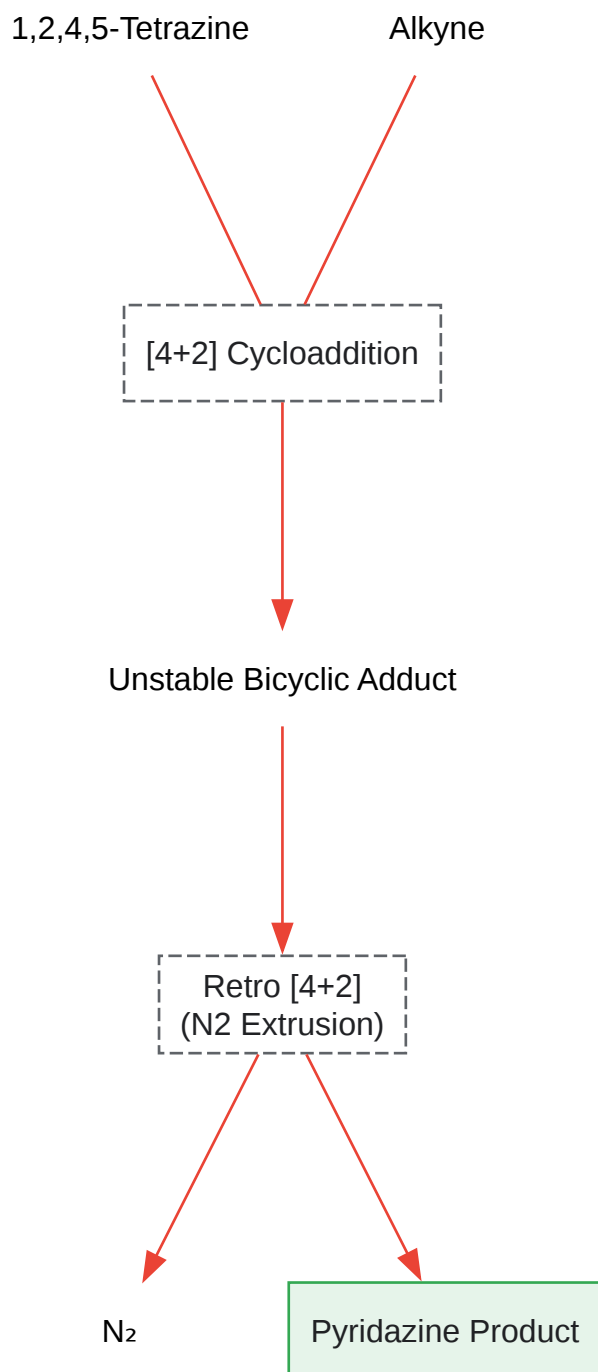 1,2,4,5-Tetrazine
Alkyne
[4+2] Cycloaddition
Unstable Bicyclic Adduct
Retro [4+2]
(N2 Extrusion)
N₂
Pyridazine Product